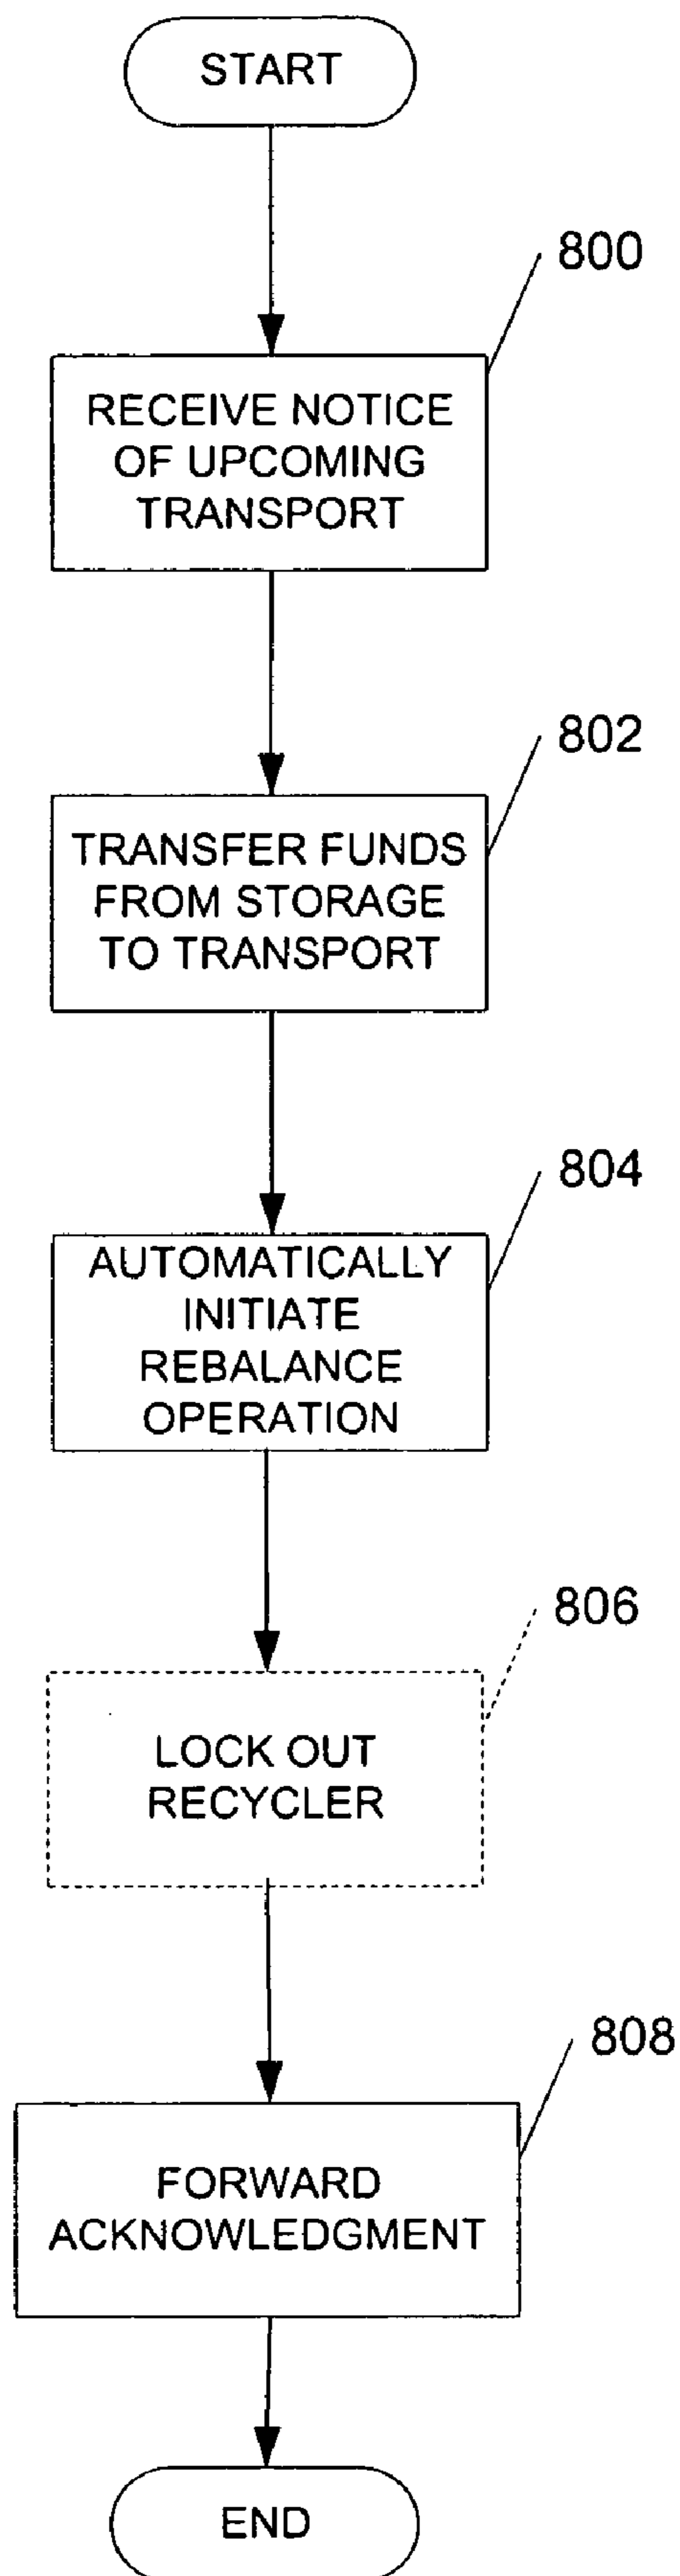 START
800
RECEIVE NOTICE
OF UPCOMING
TRANSPORT
802
TRANSFER FUNDS
FROM STORAGE
TO TRANSPORT
804
AUTOMATICALLY
INITIATE
REBALANCE
OPERATION
806
LOCK OUT
RECYCLER
808
FORWARD
ACKNOWLEDGMENT
END